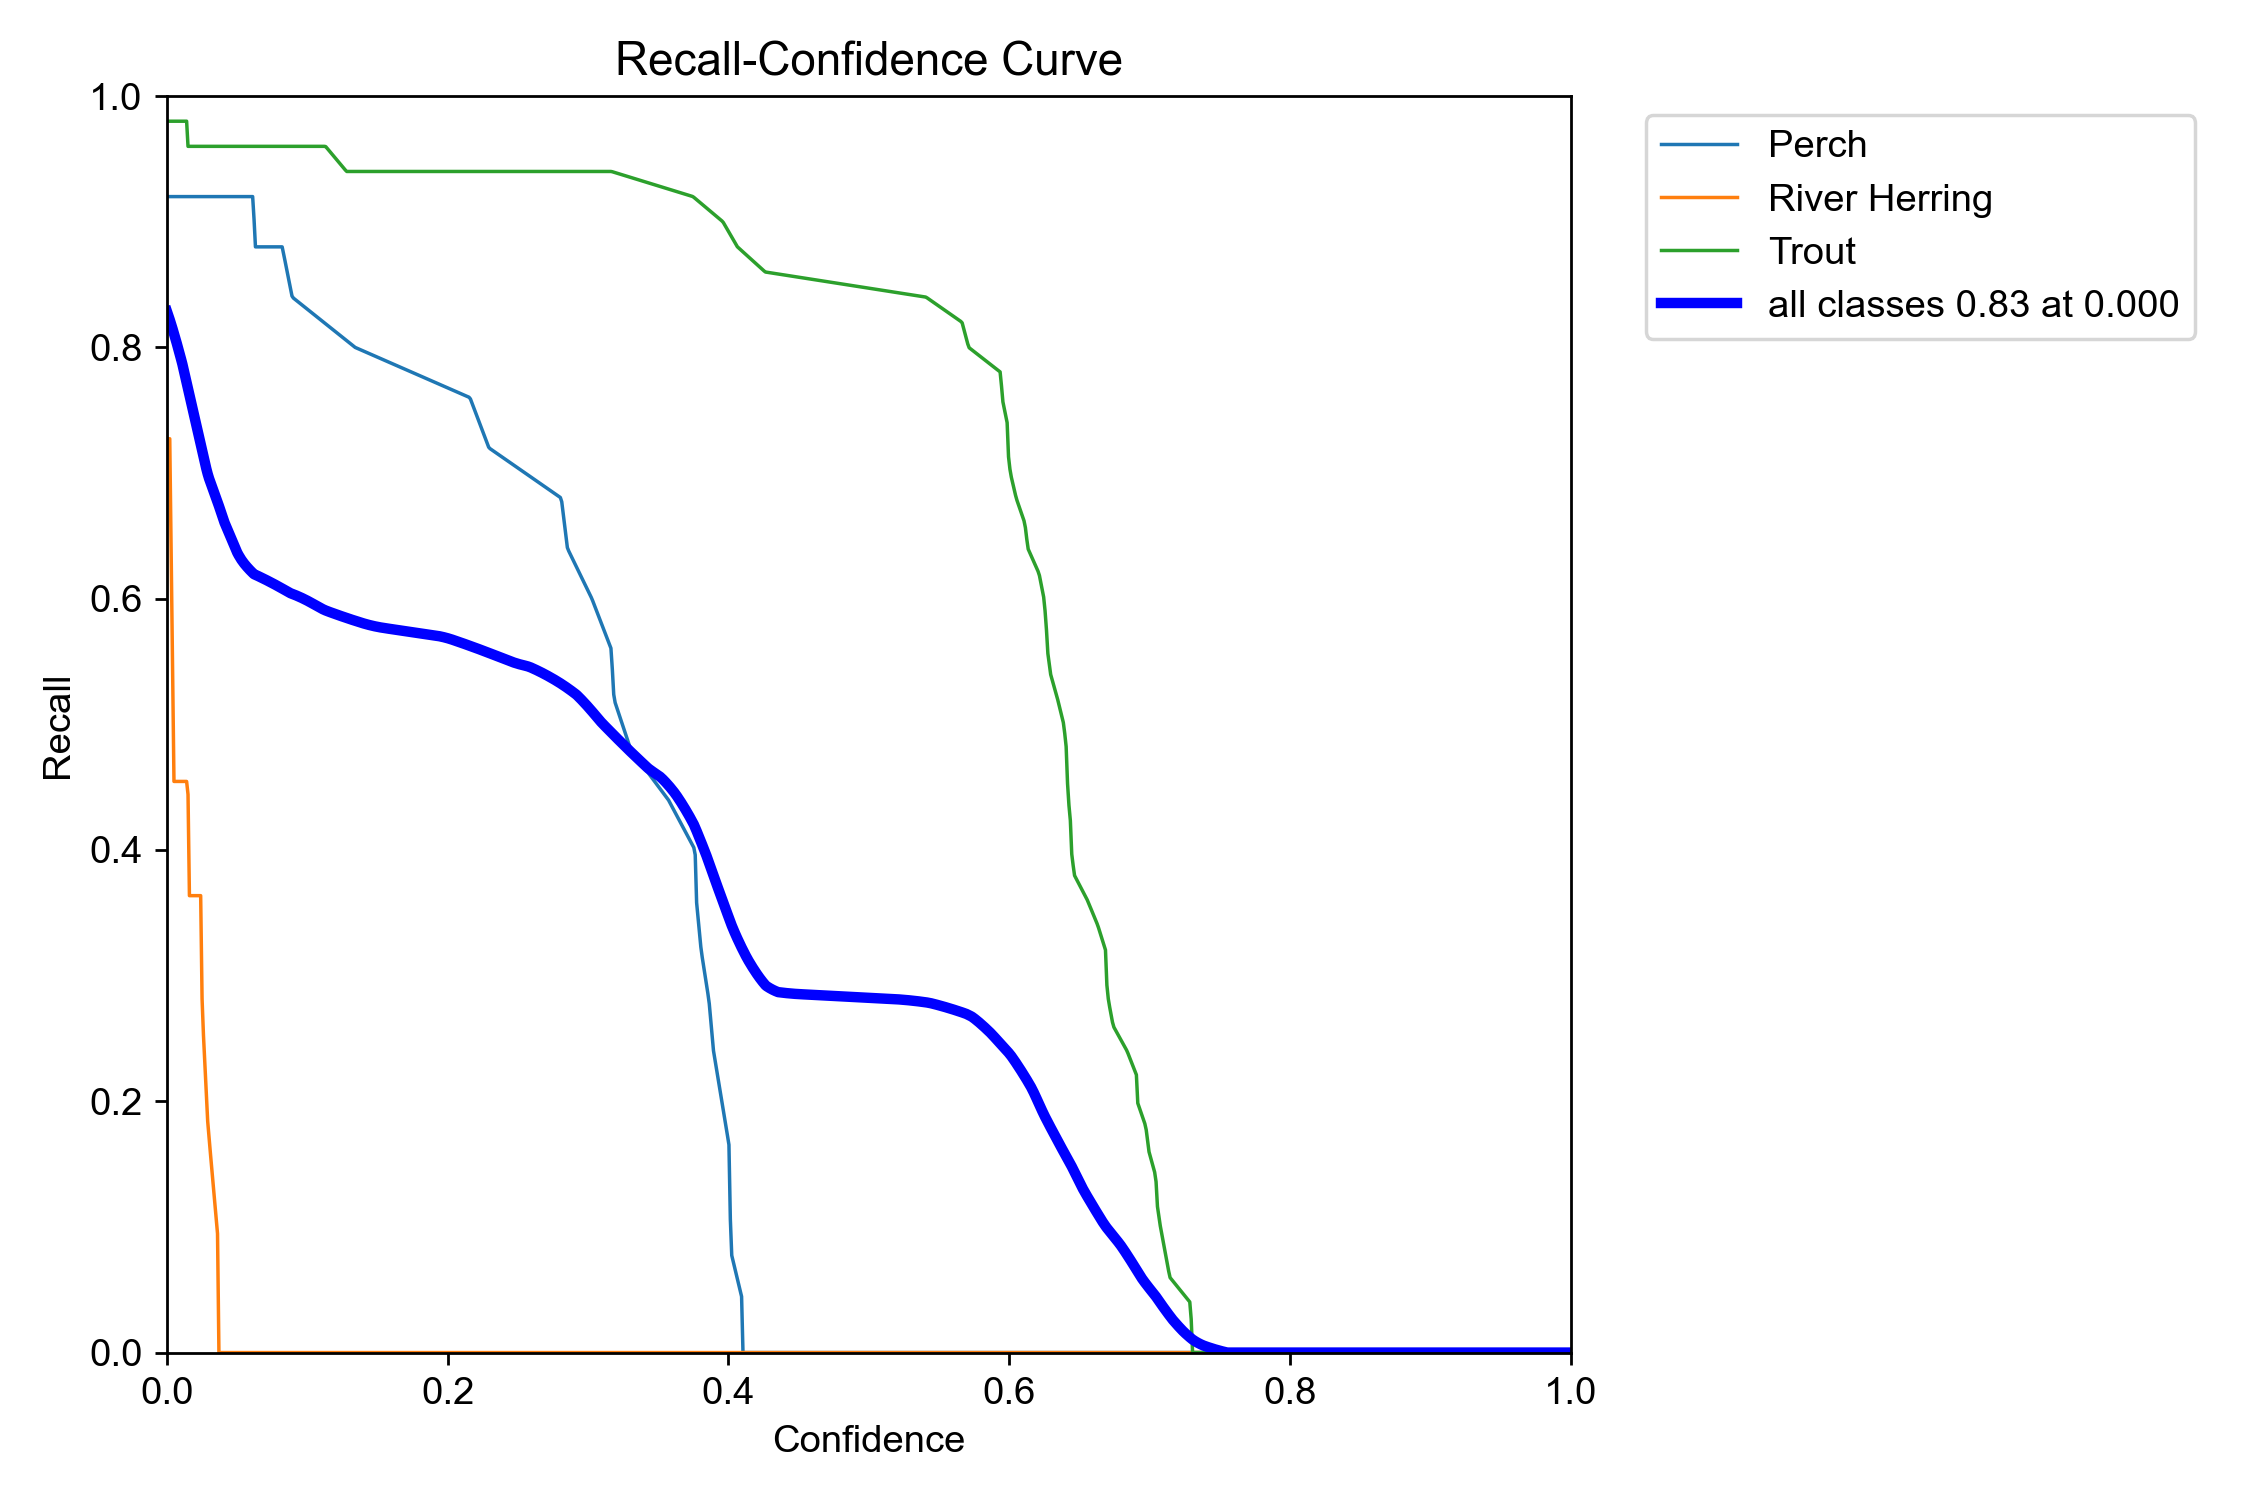 Recall-Confidence Curve
1.0
0.8
0.6
0.4
0.2
0.0
Recall
0.0 0.2 0.4 0.6 0.8 1.0
Confidence
Perch
River Herring
Trout
all classes 0.83 at 0.000